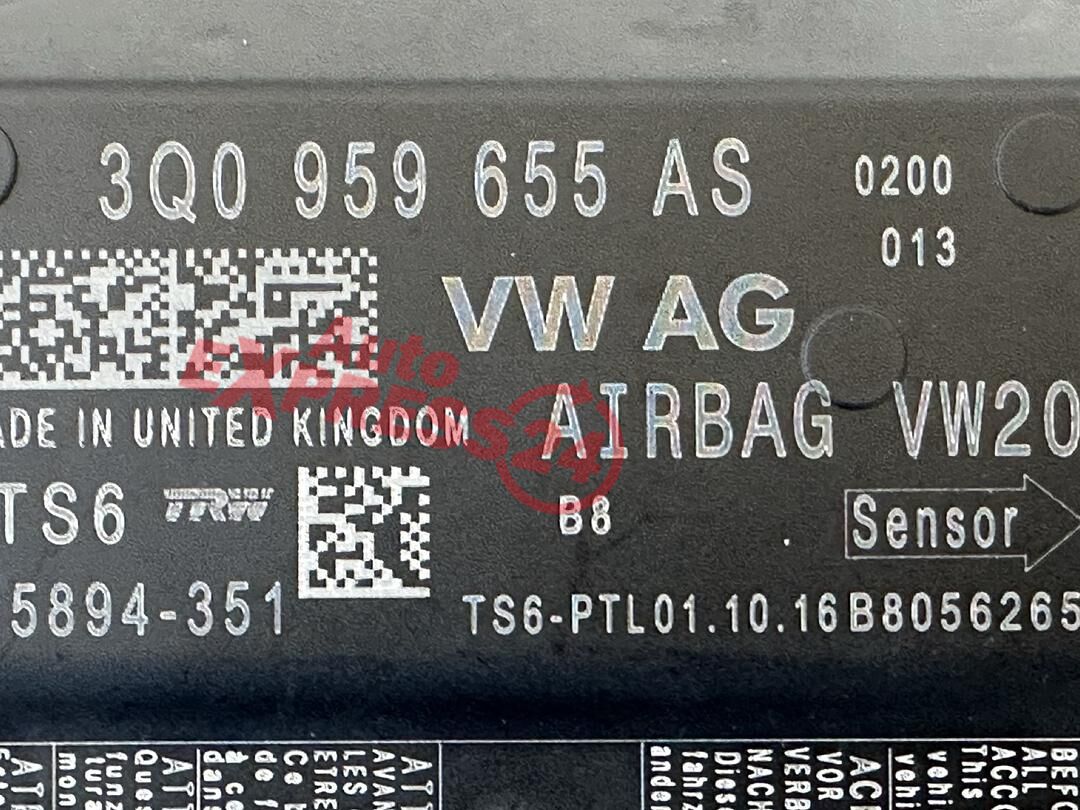 3Q0 959 655 AS 0200
013
VW AG
Auto
EXPRESS24
AIRBAG VW20
ADE IN UNITED KINGDOM
TS6 TRW
B8
Sensor
5894-351
TS6-PTL01.10.16B8056265